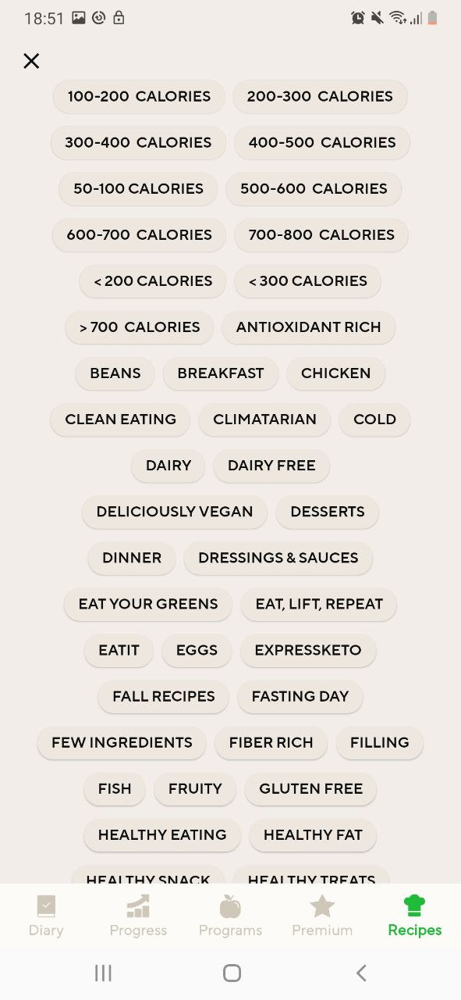 18:51
100-200 CALORIES 200-300 CALORIES
300-400 CALORIES 400-500 CALORIES
50-100 CALORIES 500-600 CALORIES
600-700 CALORIES 700-800 CALORIES
< 200 CALORIES < 300 CALORIES
> 700 CALORIES ANTIOXIDANT RICH
BEANS BREAKFAST CHICKEN
CLEAN EATING CLIMATARIAN COLD
DAIRY DAIRY FREE
DELICIOUSLY VEGAN DESSERTS
DINNER DRESSINGS & SAUCES
EAT YOUR GREENS EAT, LIFT, REPEAT
EATIT EGGS EXPRESSKETO
FALL RECIPES FASTING DAY
FEW INGREDIENTS FIBER RICH FILLING
FISH FRUITY GLUTEN FREE
HEALTHY EATING HEALTHY FAT
HEALTHY SNACK HEALTHY TREATS
Diary Progress Programs Premium Recipes